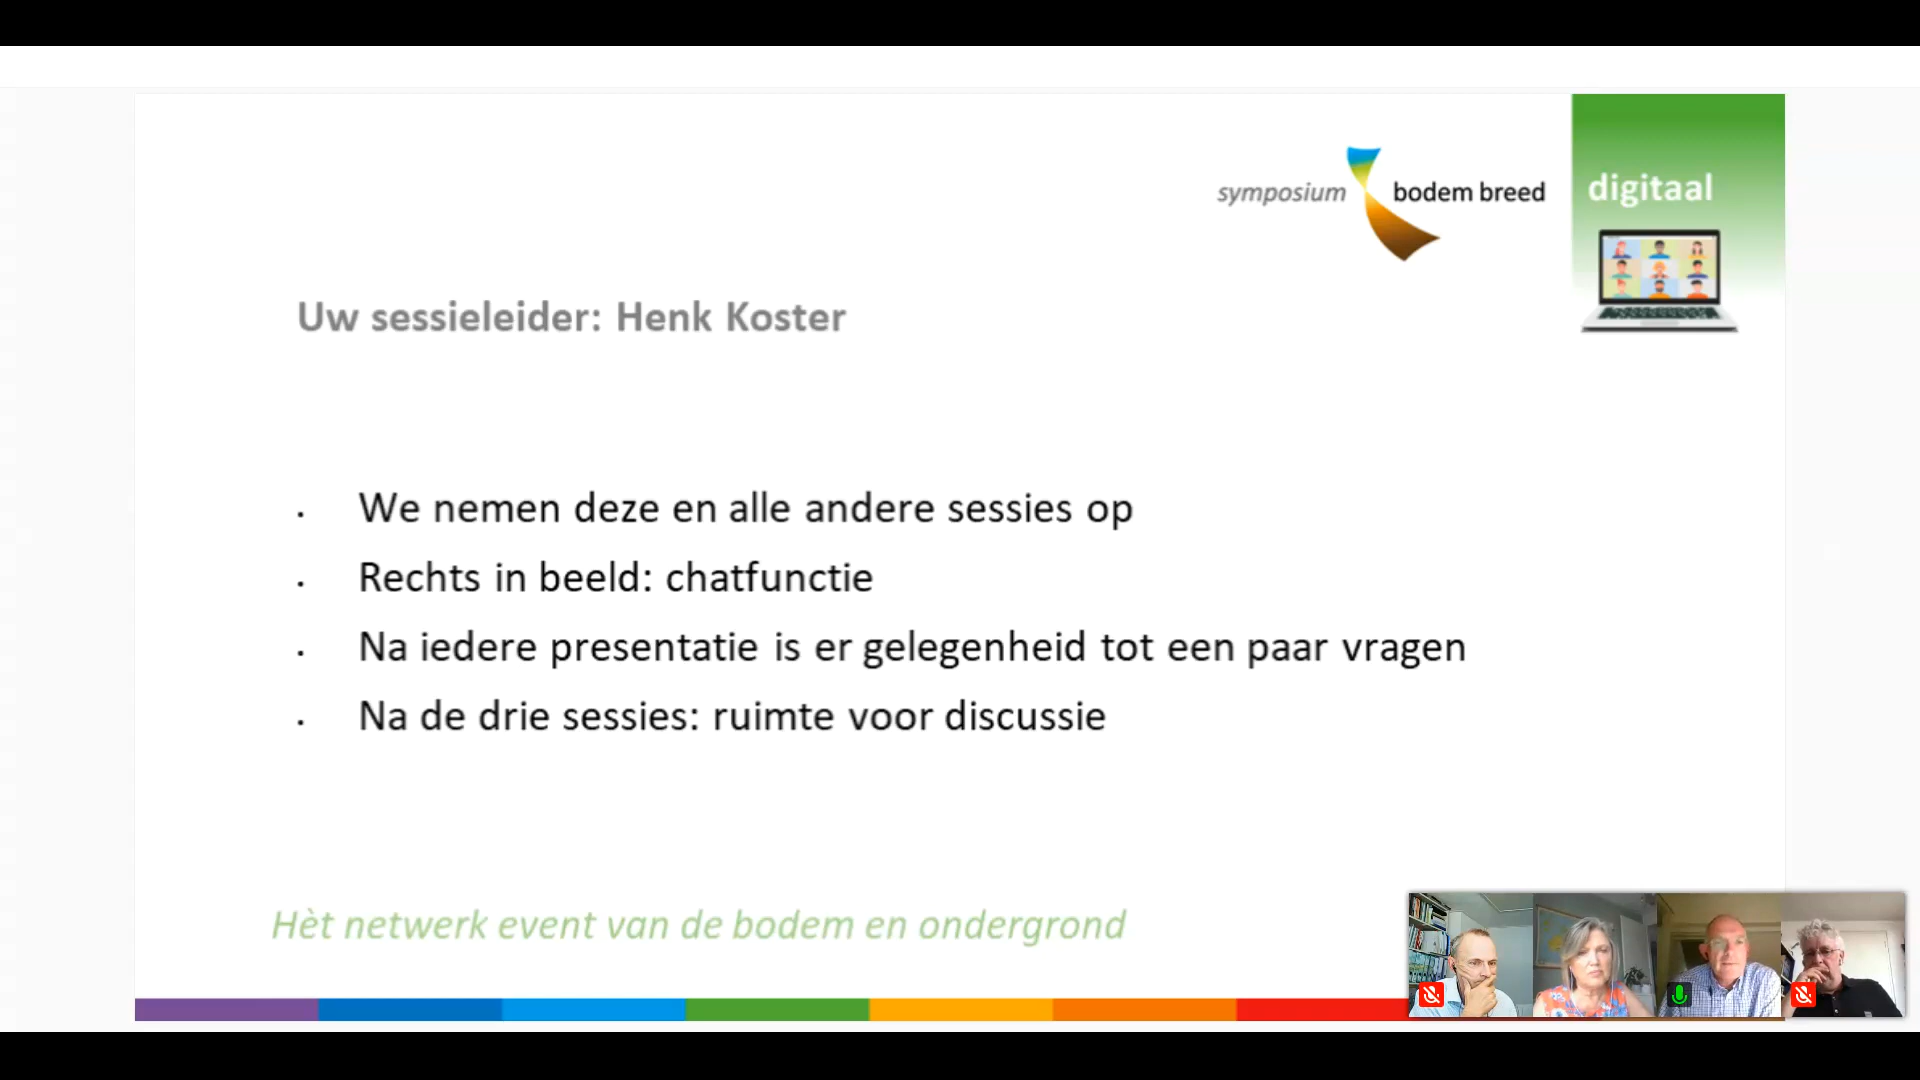 symposium bodem breed digitaal
Uw sessieleider: Henk Koster
We nemen deze en alle andere sessies op
Rechts in beeld: chatfunctie
Na iedere presentatie is er gelegenheid tot een paar vragen
Na de drie sessies: ruimte voor discussie
Hèt netwerk event van de bodem en ondergrond